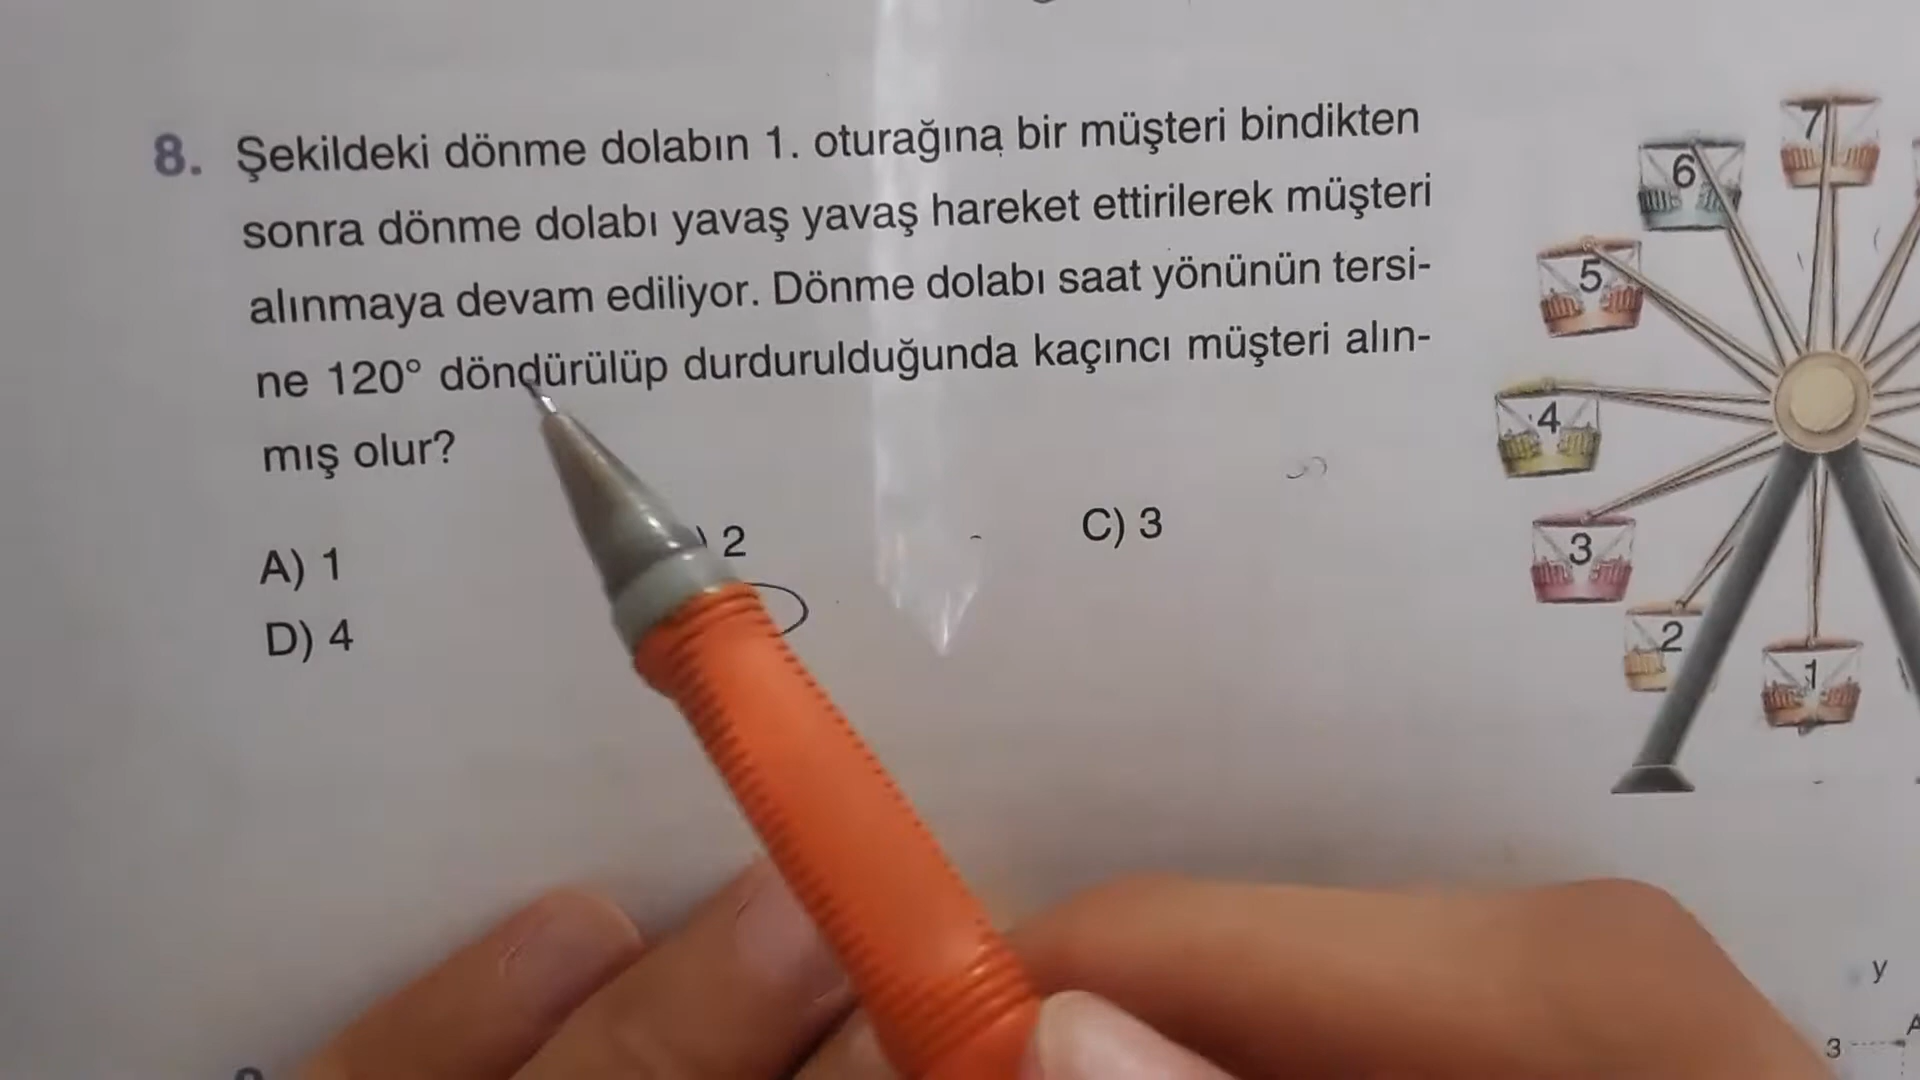 8. Şekildeki dönme dolabın 1. oturağına bir müşteri bindikten
sonra dönme dolabı yavaş yavaş hareket ettirilerek müşteri
alınmaya devam ediliyor. Dönme dolabı saat yönünün tersi-
ne 120° döndürülüp durdurulduğunda kaçıncı müşteri alın-
mış olur?
A) 1
) 2
C) 3
D) 4
7
6
5
4
3
2
1
y
3